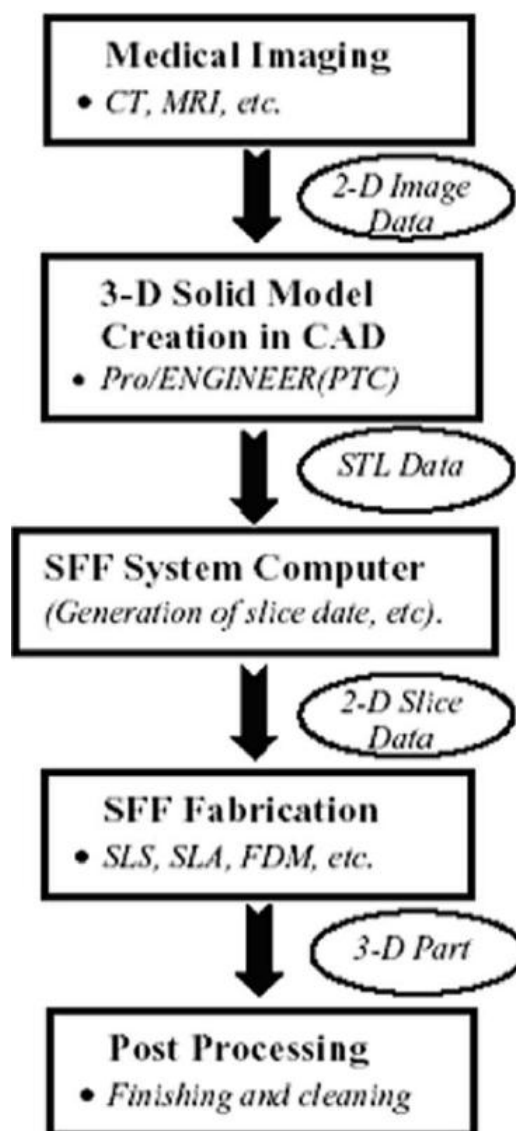 Medical Imaging
• CT, MRI, etc.
2-D Image
Data
3-D Solid Model
Creation in CAD
• Pro/ENGINEER(PTC)
STL Data
SFF System Computer
(Generation of slice date, etc).
2-D Slice
Data
SFF Fabrication
• SLS, SLA, FDM, etc.
3-D Part
Post Processing
• Finishing and cleaning